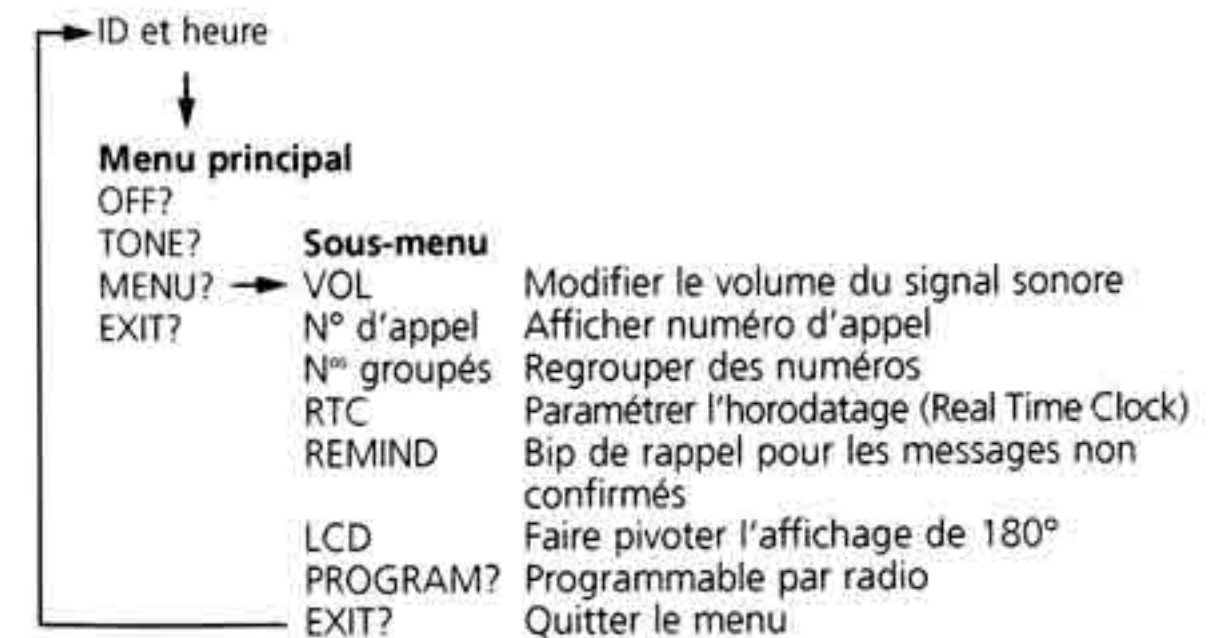 ID et heure
Menu principal
OFF?
TONE? Sous-menu
MENU? VOL Modifier le volume du signal sonore
EXIT? N° d'appel Afficher numéro d'appel
Nos groupés Regrouper des numéros
RTC Paramétrer l'horodatage (Real Time Clock)
REMIND Bip de rappel pour les messages non
confirmés
LCD Faire pivoter l'affichage de 180°
PROGRAM? Programmable par radio
EXIT? Quitter le menu